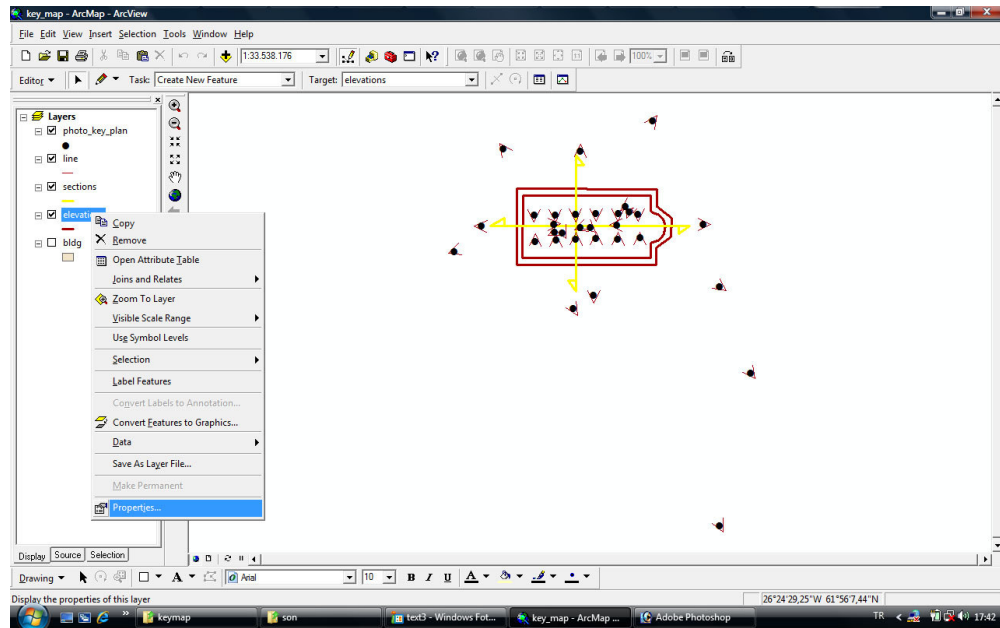 key_map - ArcMap - ArcView
File Edit View Insert Selection Tools Window Help
1:33.538.176
100%
Editor Task: Create New Feature Target: elevations
Layers
photo_key_plan
line
sections
elevati
bldg
Copy
Remove
Open Attribute Table
Joins and Relates
Zoom To Layer
Visible Scale Range
Use Symbol Levels
Selection
Label Features
Convert Labels to Annotation...
Convert Features to Graphics...
Data
Save As Layer File...
Make Permanent
Properties...
Display Source Selection
Drawing A Arial 10 B I U A
Display the properties of this layer
26°24'29,25"W 61°56'7,44"N
keymap son text3 - Windows Fot... key_map - ArcMap ... Adobe Photoshop TR 17:42